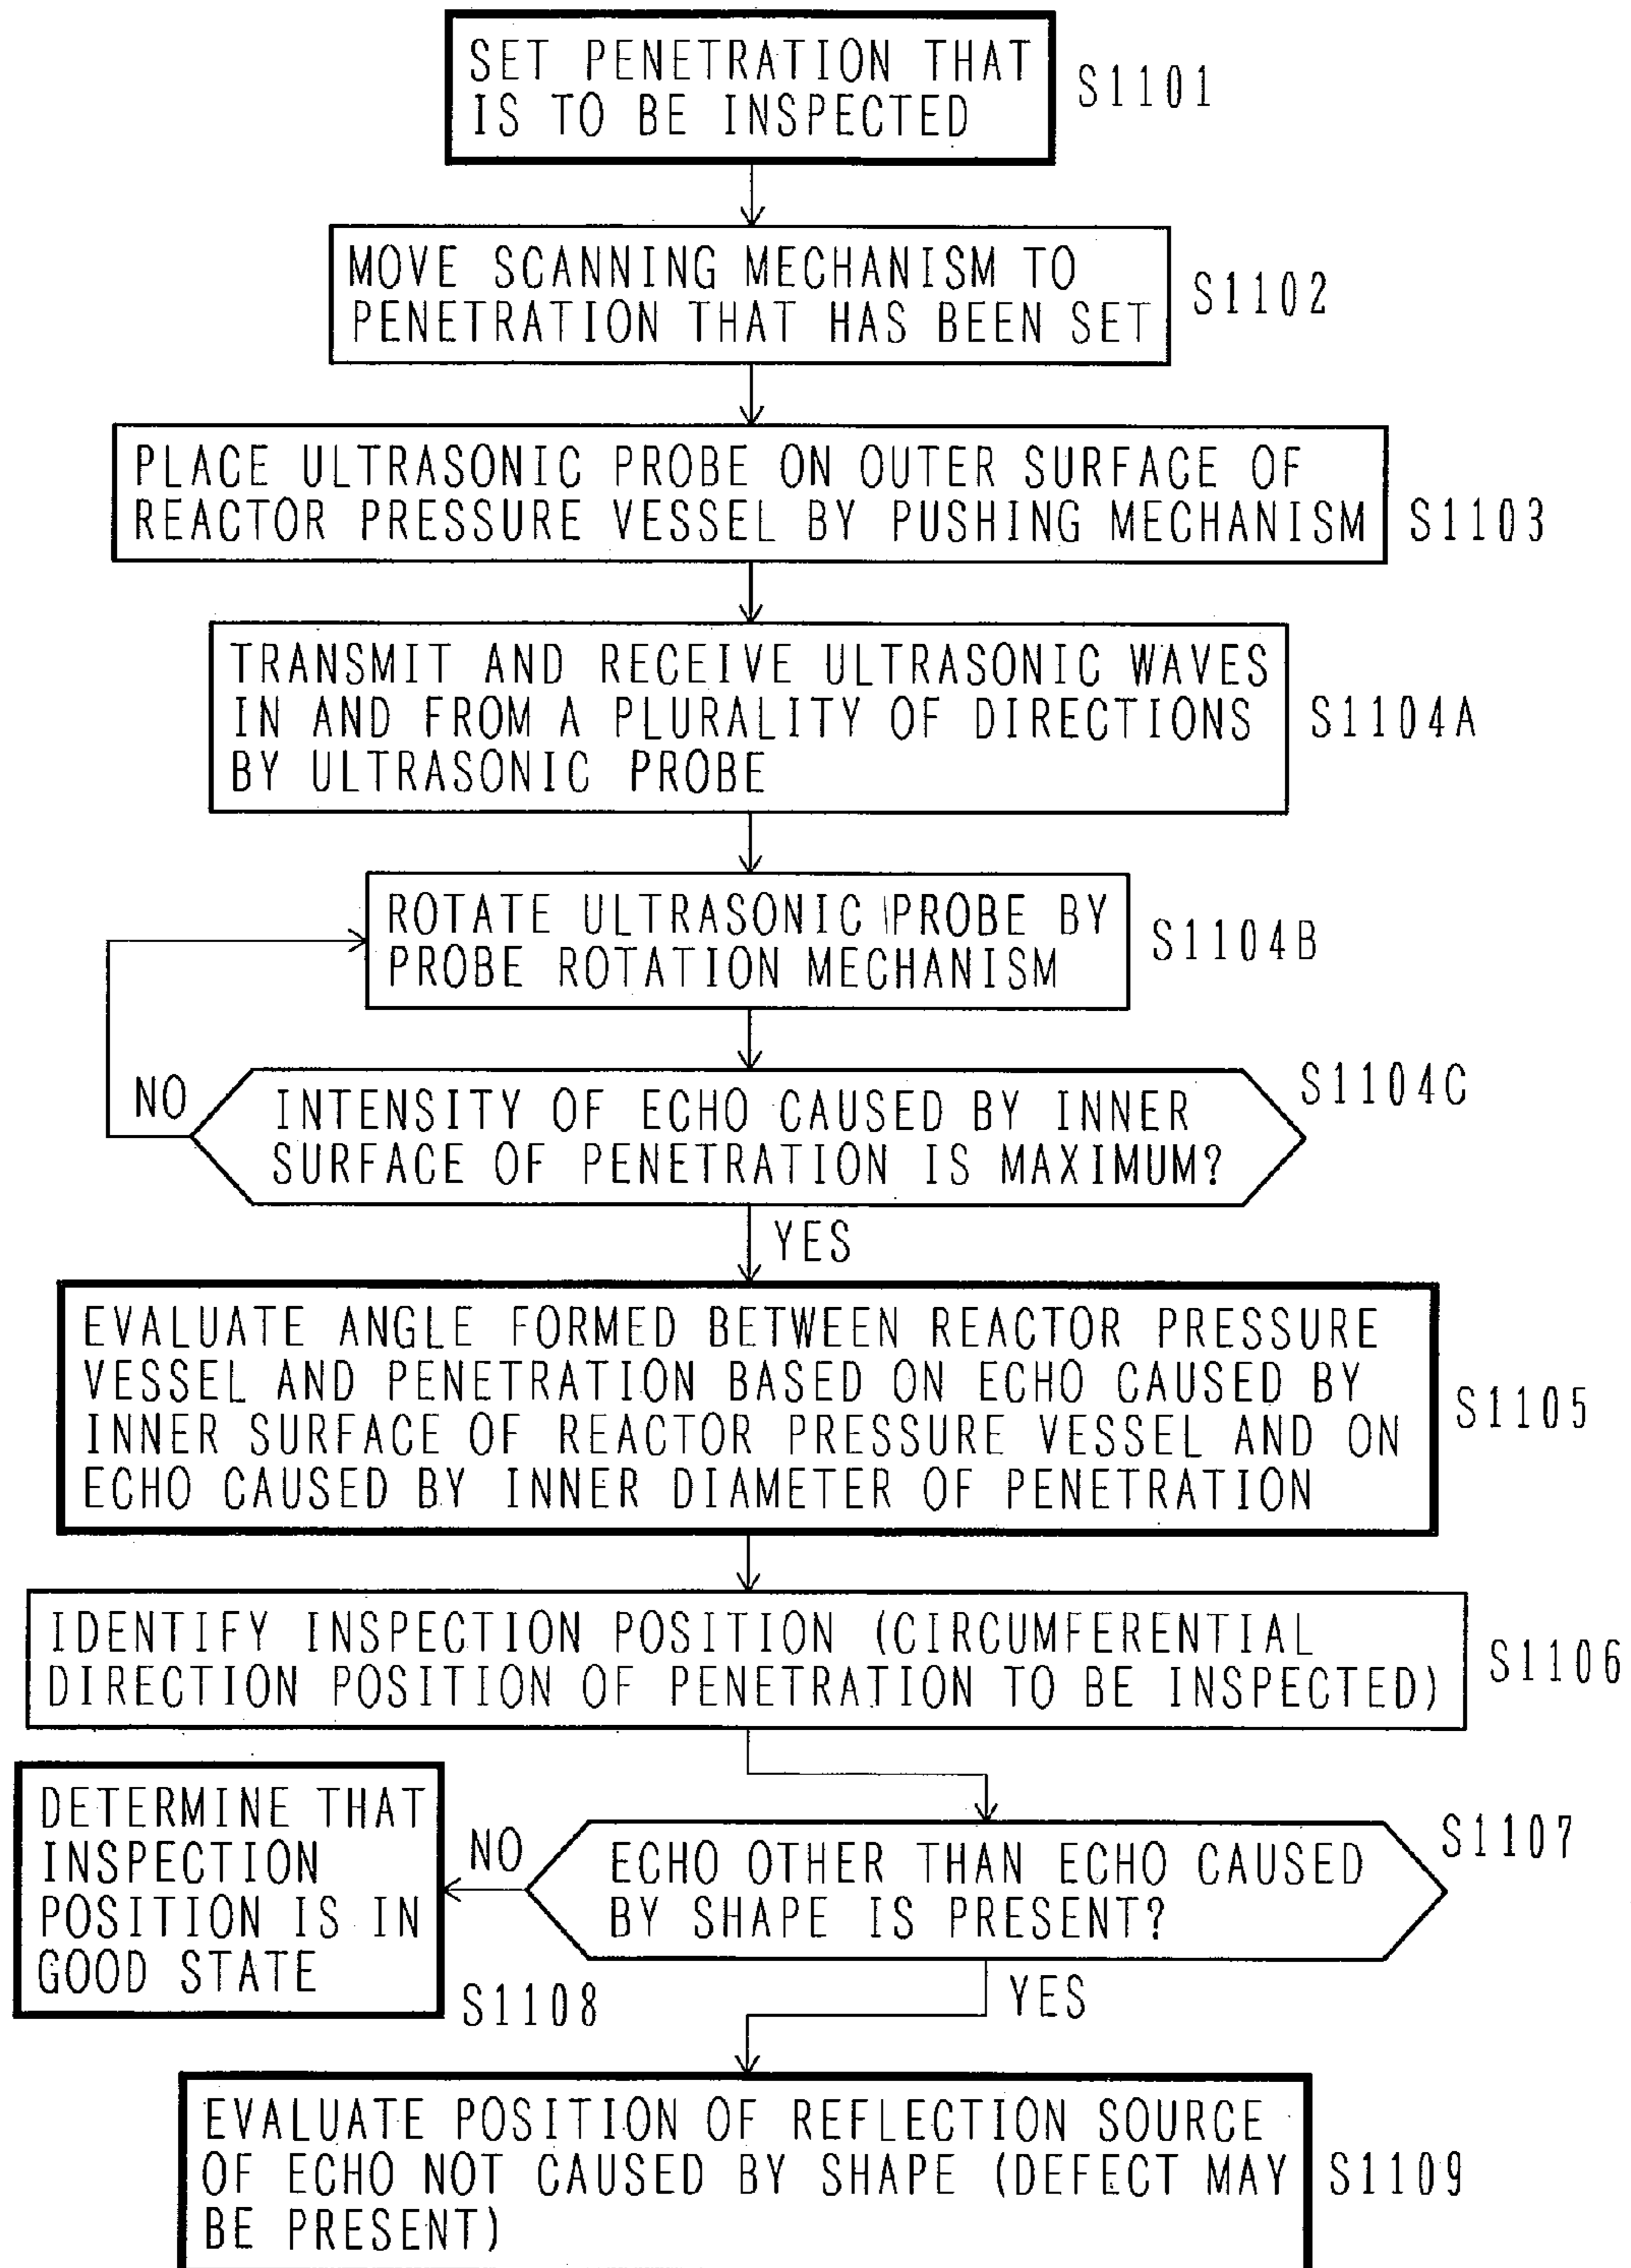 SET PENETRATION THAT
IS TO BE INSPECTED
S1101
MOVE SCANNING MECHANISM TO
PENETRATION THAT HAS BEEN SET
S1102
PLACE ULTRASONIC PROBE ON OUTER SURFACE OF
REACTOR PRESSURE VESSEL BY PUSHING MECHANISM
S1103
TRANSMIT AND RECEIVE ULTRASONIC WAVES
IN AND FROM A PLURALITY OF DIRECTIONS
BY ULTRASONIC PROBE
S1104A
ROTATE ULTRASONIC PROBE BY
PROBE ROTATION MECHANISM
S1104B
NO
INTENSITY OF ECHO CAUSED BY INNER
SURFACE OF PENETRATION IS MAXIMUM?
S1104C
YES
EVALUATE ANGLE FORMED BETWEEN REACTOR PRESSURE
VESSEL AND PENETRATION BASED ON ECHO CAUSED BY
INNER SURFACE OF REACTOR PRESSURE VESSEL AND ON
ECHO CAUSED BY INNER DIAMETER OF PENETRATION
S1105
IDENTIFY INSPECTION POSITION (CIRCUMFERENTIAL
DIRECTION POSITION OF PENETRATION TO BE INSPECTED)
S1106
DETERMINE THAT
INSPECTION
POSITION IS IN
GOOD STATE
S1108
NO
ECHO OTHER THAN ECHO CAUSED
BY SHAPE IS PRESENT?
S1107
YES
EVALUATE POSITION OF REFLECTION SOURCE
OF ECHO NOT CAUSED BY SHAPE (DEFECT MAY
BE PRESENT)
S1109